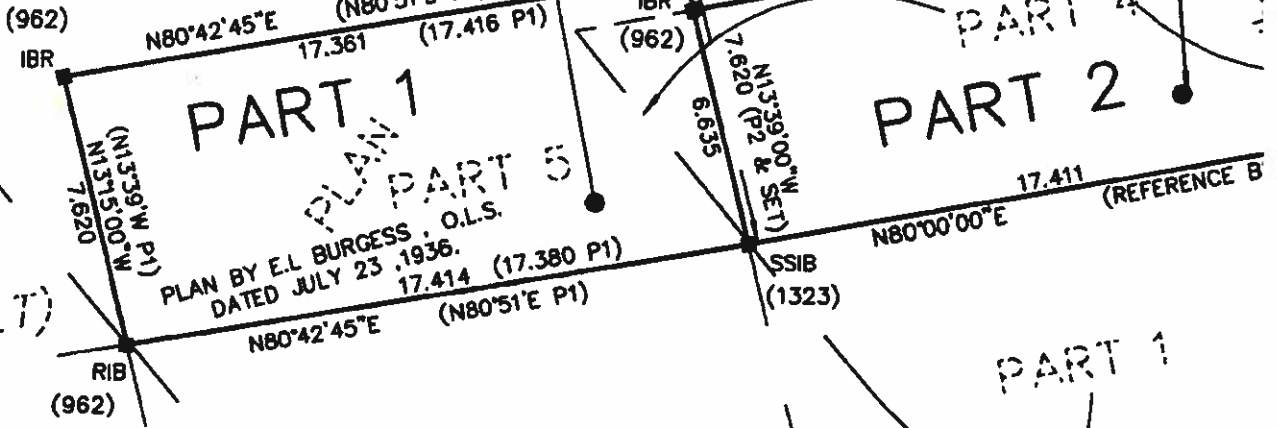 (962)
IBR
N80°42'45"E
17.361
(17.416 P1)
IBR
(962)
PART 1
PLAN
PART 5
PLAN BY E.L BURGESS , O.L.S.
DATED JULY 23 ,1936.
(N13°39'W P1)
N13°15'00"W
7.620
17.414 (17.380 P1)
N80°42'45"E
(N80°51'E P1)
RIB
(962)
N13°39'00"W
7.620 (P2 & SET)
6.635
PART 2
17.411
(REFERENCE B
N80°00'00"E
SSIB
(1323)
PART 1